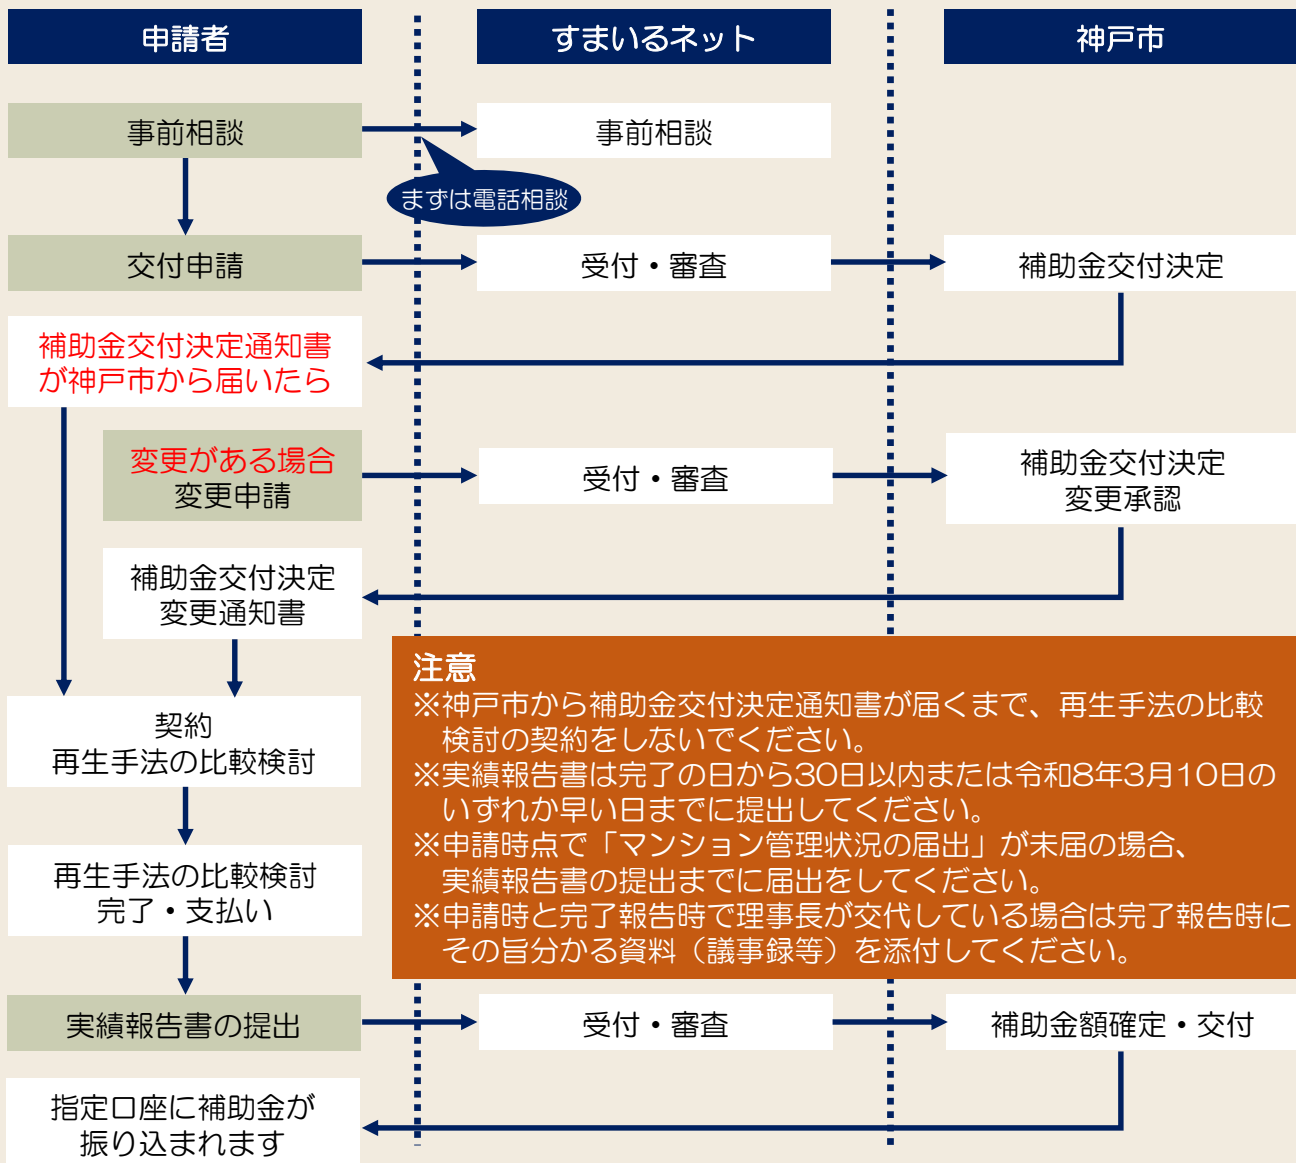 申請者
すまいるネット
神戸市
事前相談
事前相談
まずは電話相談
交付申請
受付・審査
補助金交付決定
補助金交付決定通知書
が神戸市から届いたら
変更がある場合
変更申請
受付・審査
補助金交付決定
変更承認
補助金交付決定
変更通知書
注意
※神戸市から補助金交付決定通知書が届くまで、再生手法の比較
検討の契約をしないでください。
※実績報告書は完了の日から30日以内または令和8年3月10日の
いずれか早い日までに提出してください。
※申請時点で「マンション管理状況の届出」が未届の場合、
実績報告書の提出までに届出をしてください。
※申請時と完了報告時で理事長が交代している場合は完了報告時に
その旨分かる資料（議事録等）を添付してください。
契約
再生手法の比較検討
再生手法の比較検討
完了・支払い
実績報告書の提出
受付・審査
補助金額確定・交付
指定口座に補助金が
振り込まれます